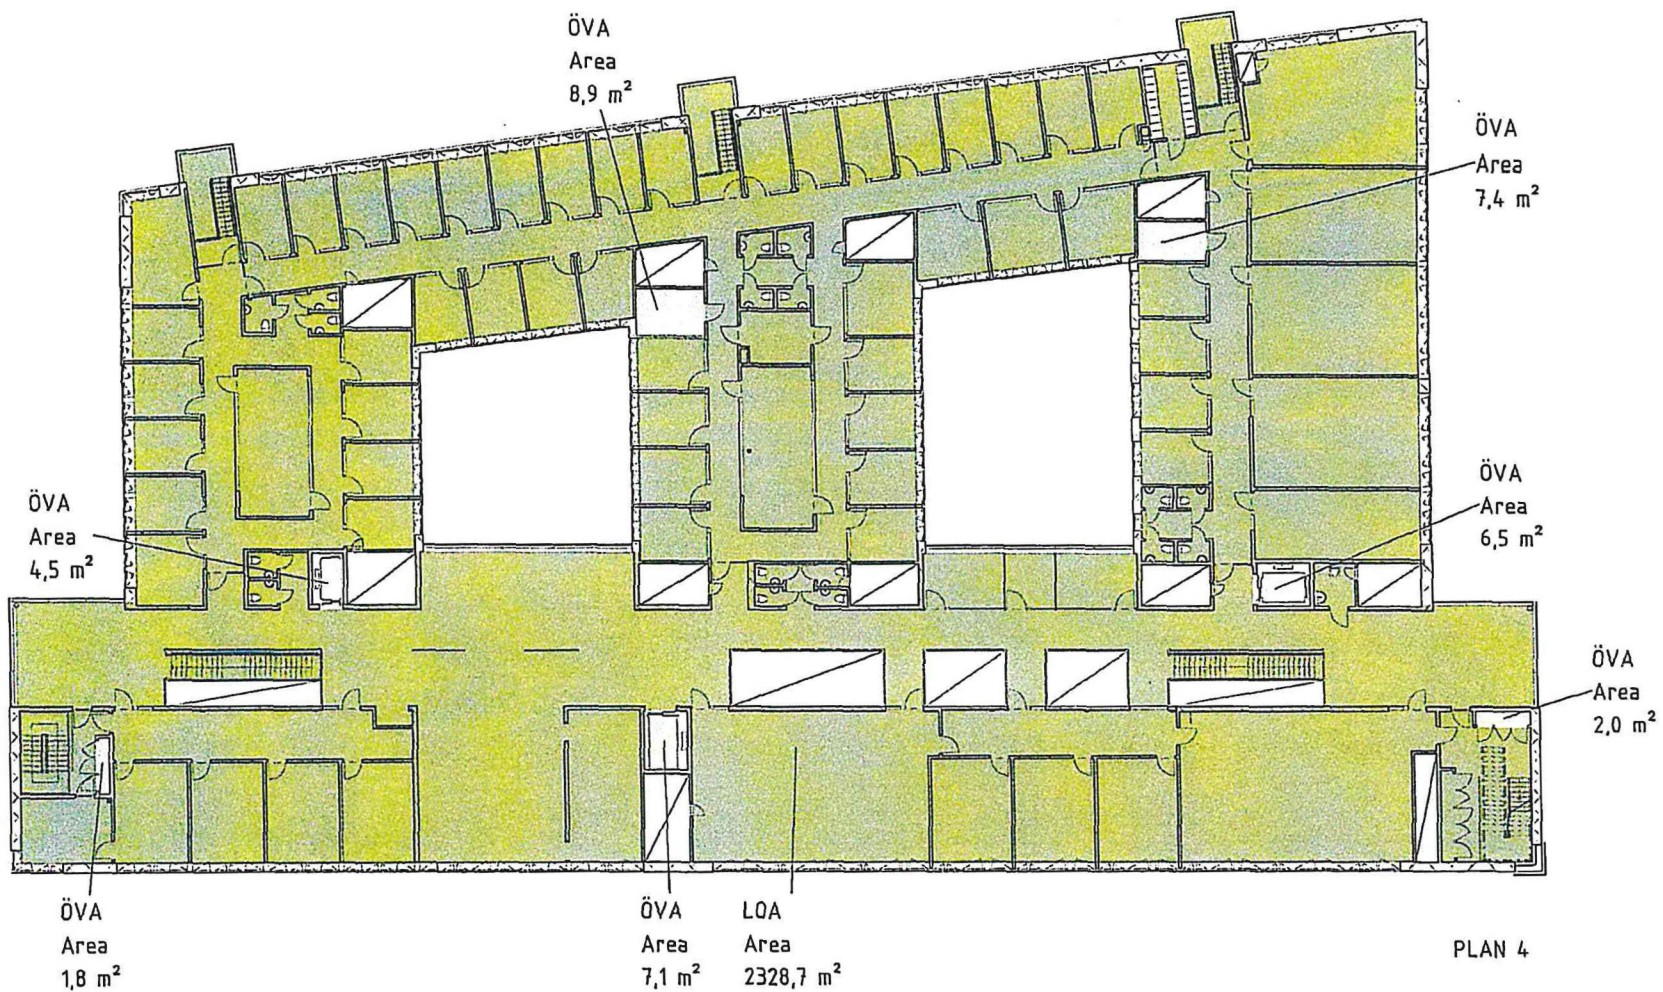 ÖVA
Area
8,9 m²
ÖVA
Area
7,4 m²
ÖVA
Area
4,5 m²
ÖVA
Area
6,5 m²
ÖVA
Area
2,0 m²
ÖVA
Area
1,8 m²
ÖVA
Area
7,1 m²
LOA
Area
2328,7 m²
PLAN 4